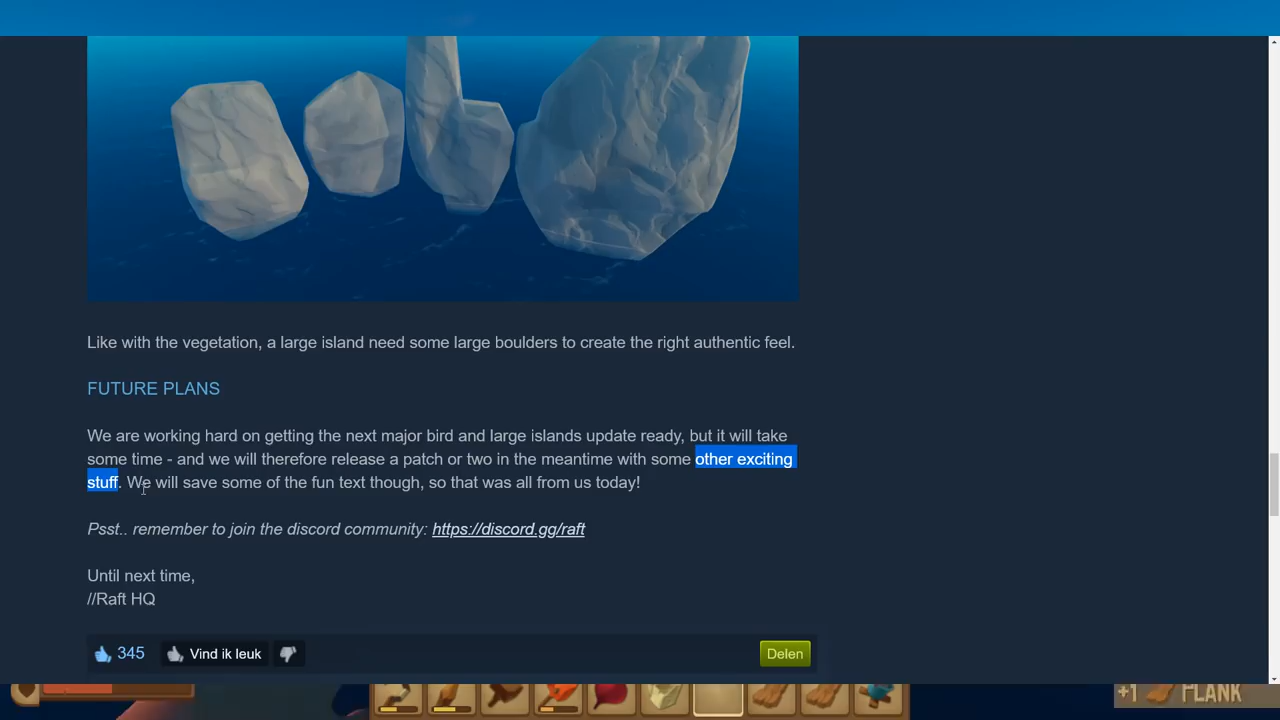 Like with the vegetation, a large island need some large boulders to create the right authentic feel.
FUTURE PLANS
We are working hard on getting the next major bird and large islands update ready, but it will take
some time - and we will therefore release a patch or two in the meantime with some other exciting
stuff. We will save some of the fun text though, so that was all from us today!
Psst.. remember to join the discord community: https://discord.gg/raft
Until next time,
//Raft HQ
345
Vind ik leuk
Delen
+1 PLANK